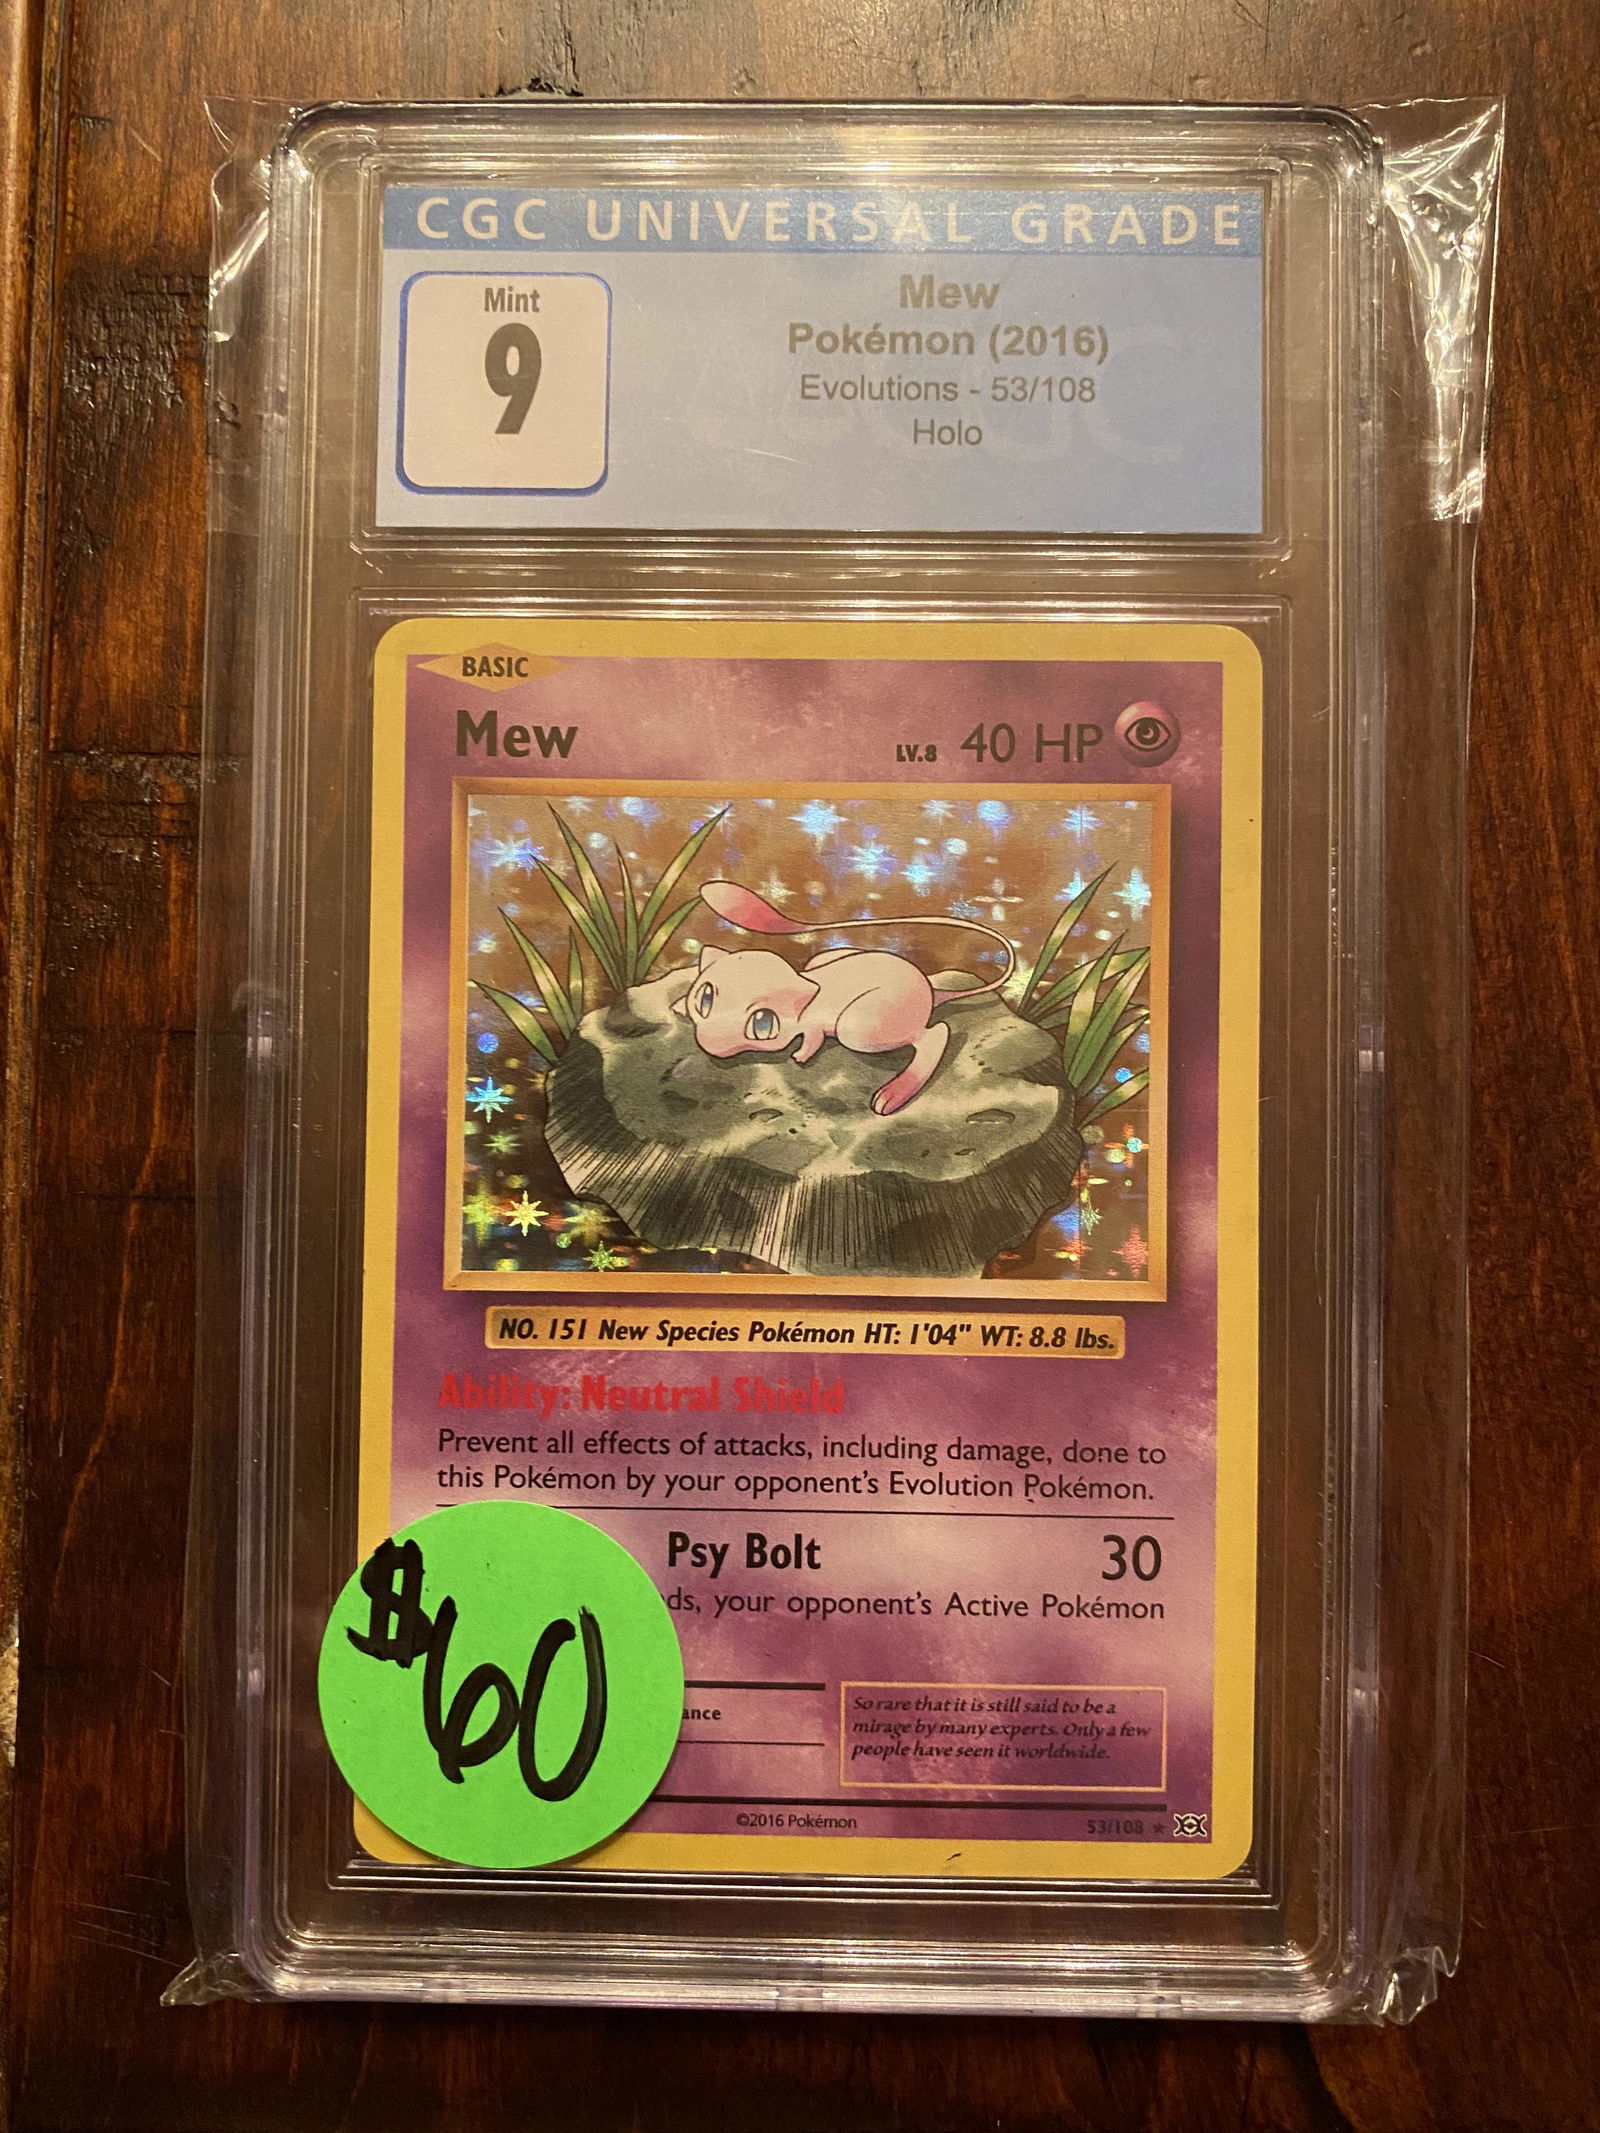 CGC UNIVERSAL GRADE
Mint
9
Mew
Pokémon (2016)
Evolutions - 53/108
Holo
BASIC
Mew
LV.8 40 HP
NO. 151 New Species Pokémon HT: 1'04" WT: 8.8 lbs.
Ability: Neutral Shield
Prevent all effects of attacks, including damage, done to
this Pokémon by your opponent's Evolution Pokémon.
Psy Bolt 30
your opponent's Active Pokémon
$60
So rare that it is still said to be a
mirage by many experts. Only a few
people have seen it worldwide.
©2016 Pokémon
53/108